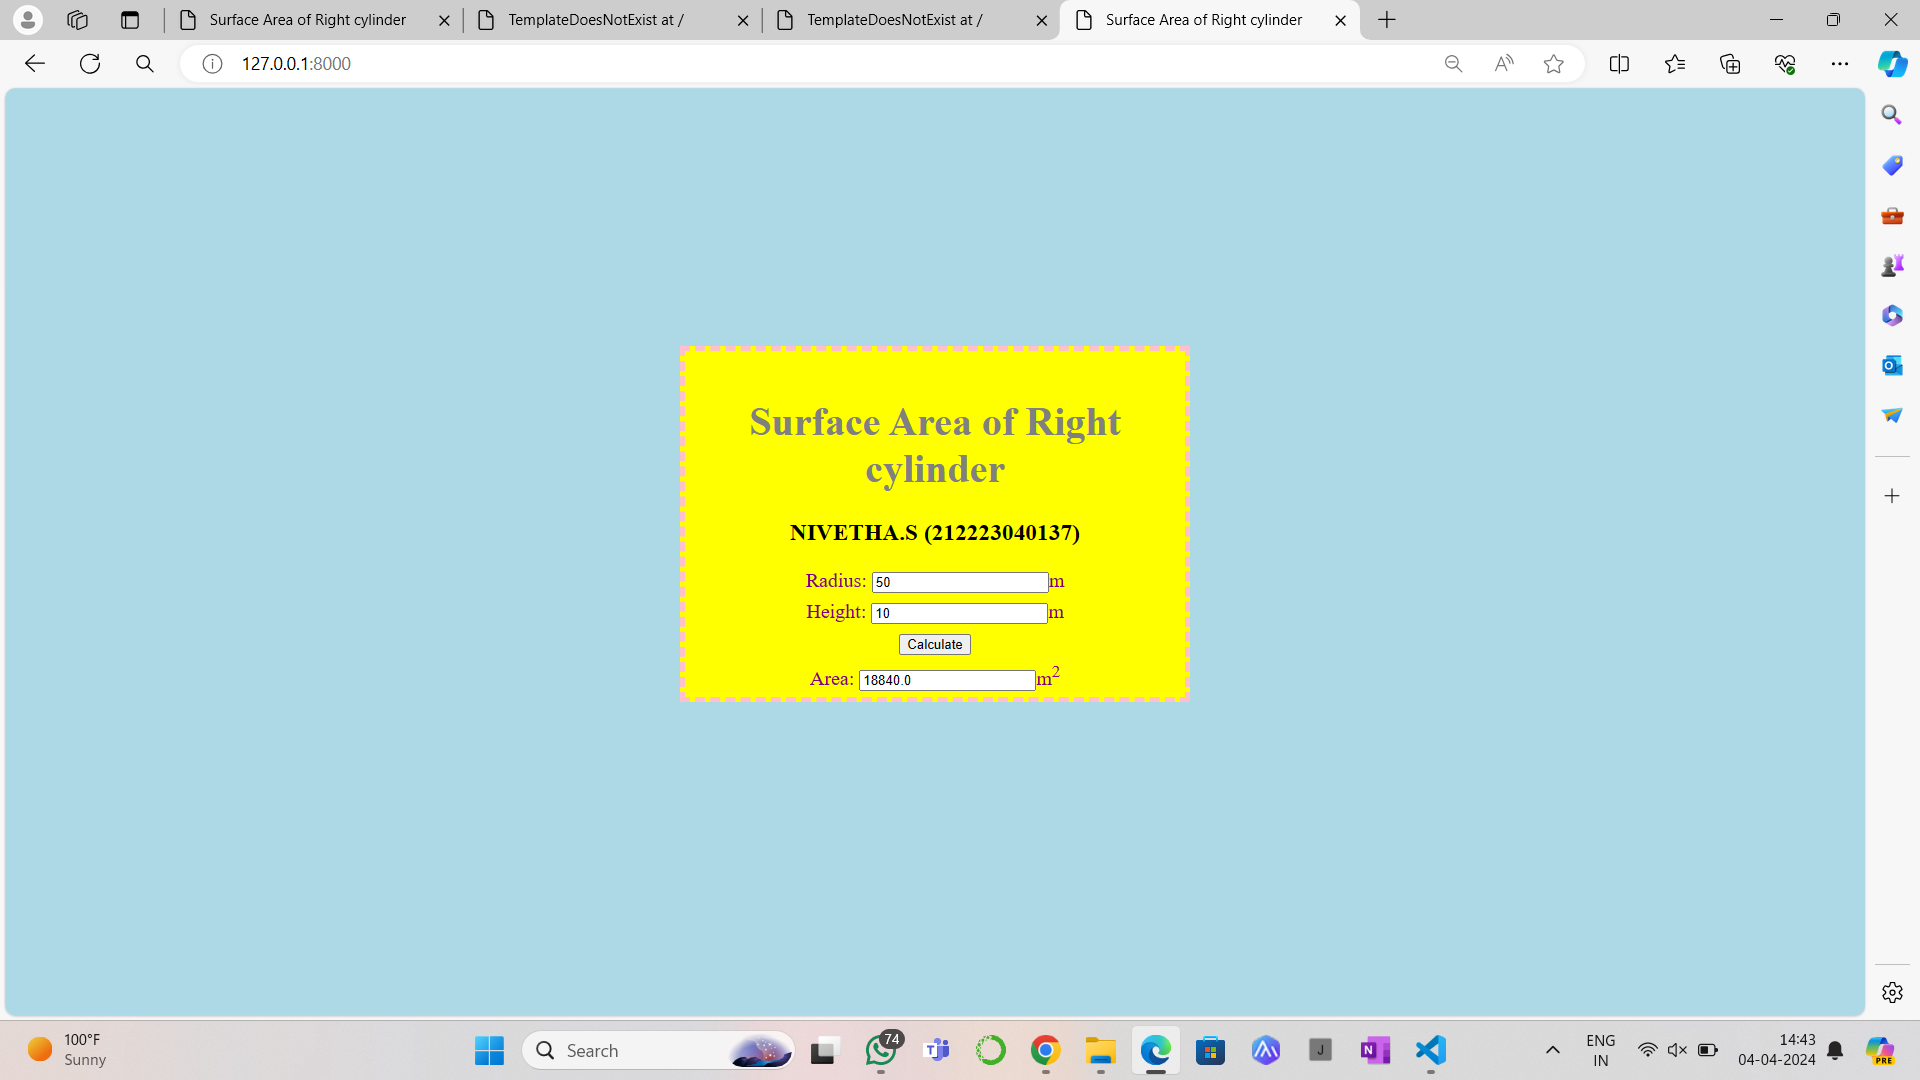 Surface Area of Right cylinder
TemplateDoesNotExist at /
TemplateDoesNotExist at /
Surface Area of Right cylinder
127.0.0.1:8000
Surface Area of Right
cylinder
NIVETHA.S (212223040137)
Radius: 50 m
Height: 10 m
Calculate
Area: 18840.0 m²
100°F
Sunny
Search
74
J
N
ENG
IN
14:43
04-04-2024
PRE